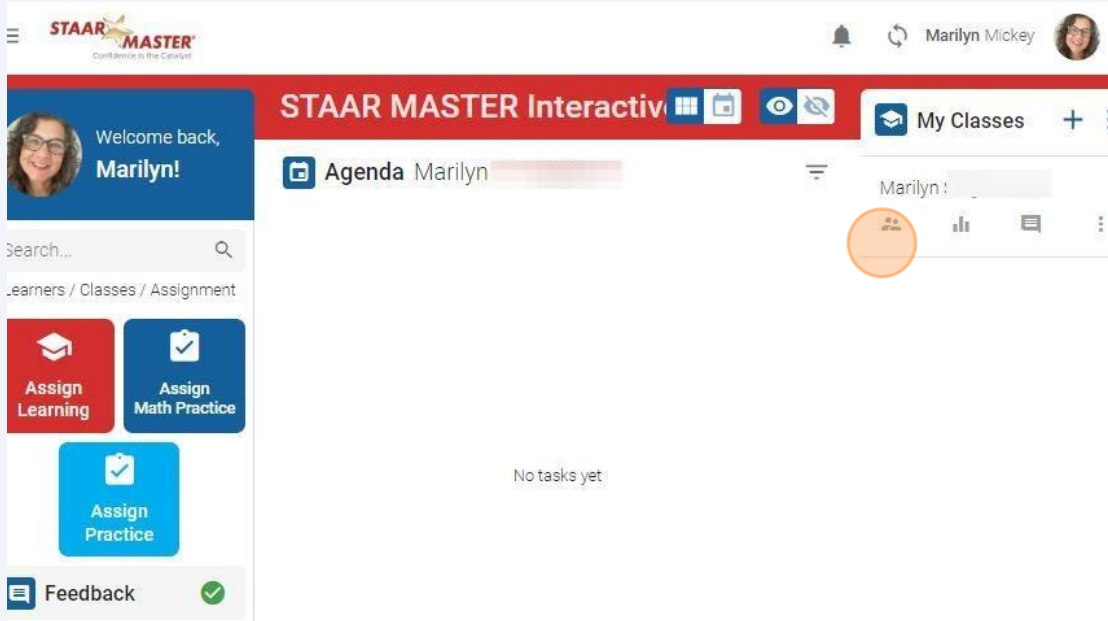 STAAR
MASTER
Confidence is the Catalyst
Marilyn Mickey
Welcome back,
Marilyn!
Search...
Learners / Classes / Assignment
Assign
Learning
Assign
Math Practice
Assign
Practice
Feedback
STAAR MASTER Interactiv
Agenda Marilyn
No tasks yet
My Classes
Marilyn